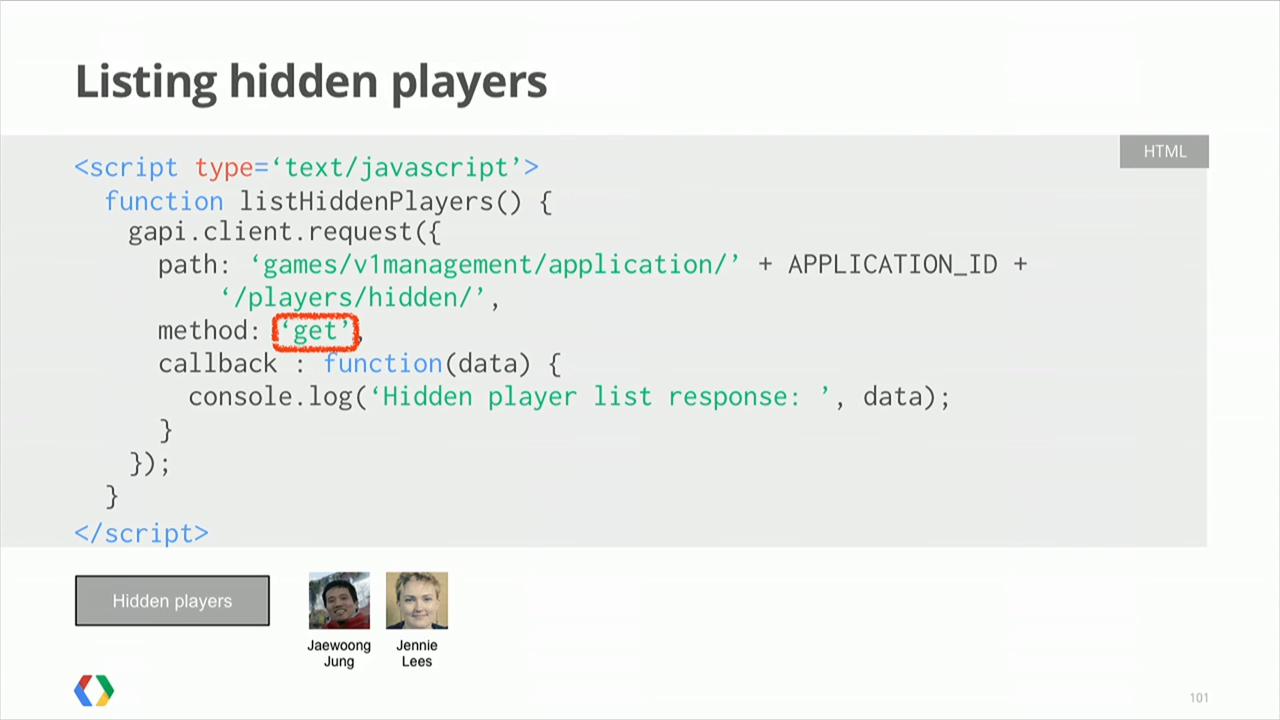 Listing hidden players
HTML
<script type=‘text/javascript’>
function listHiddenPlayers() {
gapi.client.request({
path: ‘games/v1management/application/’ + APPLICATION_ID +
‘/players/hidden/’,
method: ‘get’,
callback : function(data) {
console.log(‘Hidden player list response: ’, data);
}
});
}
</script>
Hidden players
Jaewoong
Jung
Jennie
Lees
101